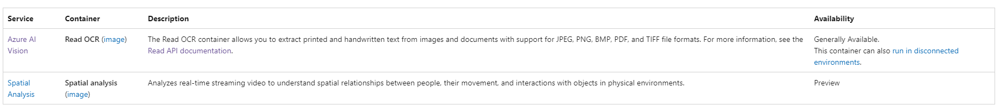 Service Container Description Availability
Azure AI Vision Read OCR (image) The Read OCR container allows you to extract printed and handwritten text from images and documents with support for JPEG, PNG, BMP, PDF, and TIFF file formats. For more information, see the Read API documentation. Generally Available.
This container can also run in disconnected environments.
Spatial Analysis Spatial analysis (image) Analyzes real-time streaming video to understand spatial relationships between people, their movement, and interactions with objects in physical environments. Preview